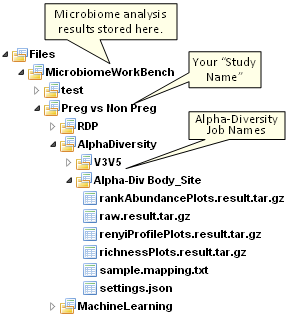 Microbiome analysis
results stored here.
Files
MicrobiomeWorkBench
Your "Study
Name"
test
Preg vs Non Preg
RDP
Alpha-Diversity
Job Names
AlphaDiversity
V3V5
Alpha-Div Body_Site
rankAbundancePlots.result.tar.gz
raw.result.tar.gz
renyiProfilePlots.result.tar.gz
richnessPlots.result.tar.gz
sample.mapping.txt
settings.json
MachineLearning